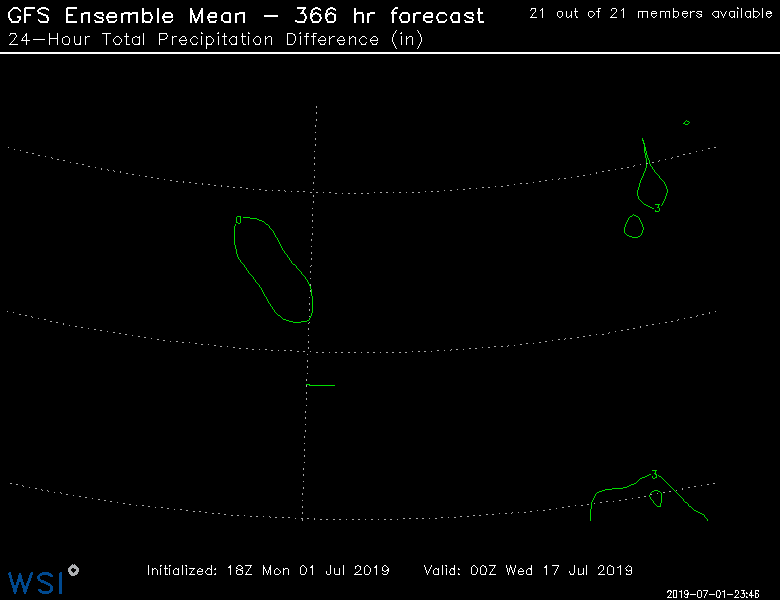 GFS Ensemble Mean – 366 hr forecast
21 out of 21 members available
24–Hour Total Precipitation Difference (in)
0
3
3
Initialized: 18Z Mon 01 Jul 2019 Valid: 00Z Wed 17 Jul 2019
WSI
2019-07-01-23:46